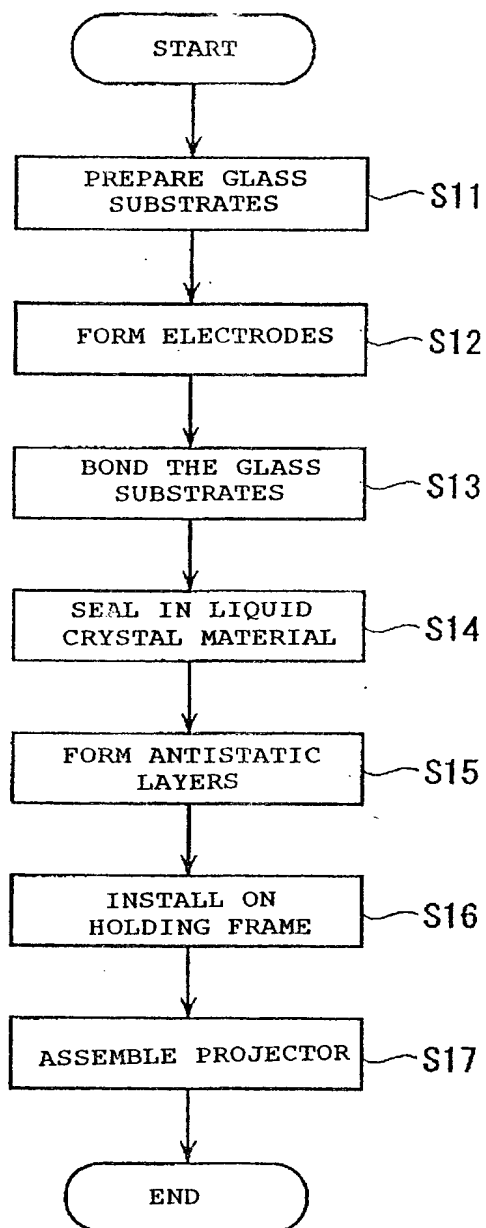 START
PREPARE GLASS
SUBSTRATES
S11
FORM ELECTRODES
S12
BOND THE GLASS
SUBSTRATES
S13
SEAL IN LIQUID
CRYSTAL MATERIAL
S14
FORM ANTISTATIC
LAYERS
S15
INSTALL ON
HOLDING FRAME
S16
ASSEMBLE PROJECTOR
S17
END